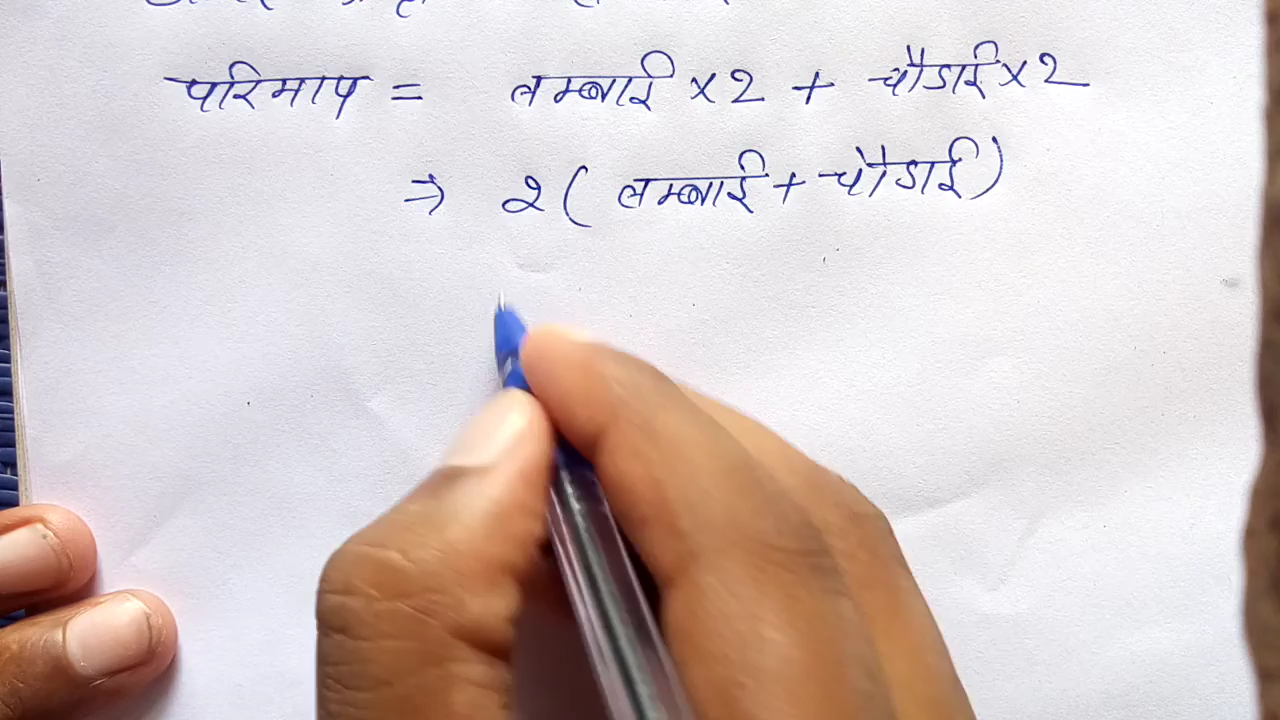 परिमाप = लम्बाई × 2 + चौडाई × 2
⇒ 2 ( लम्बाई + चौडाई )